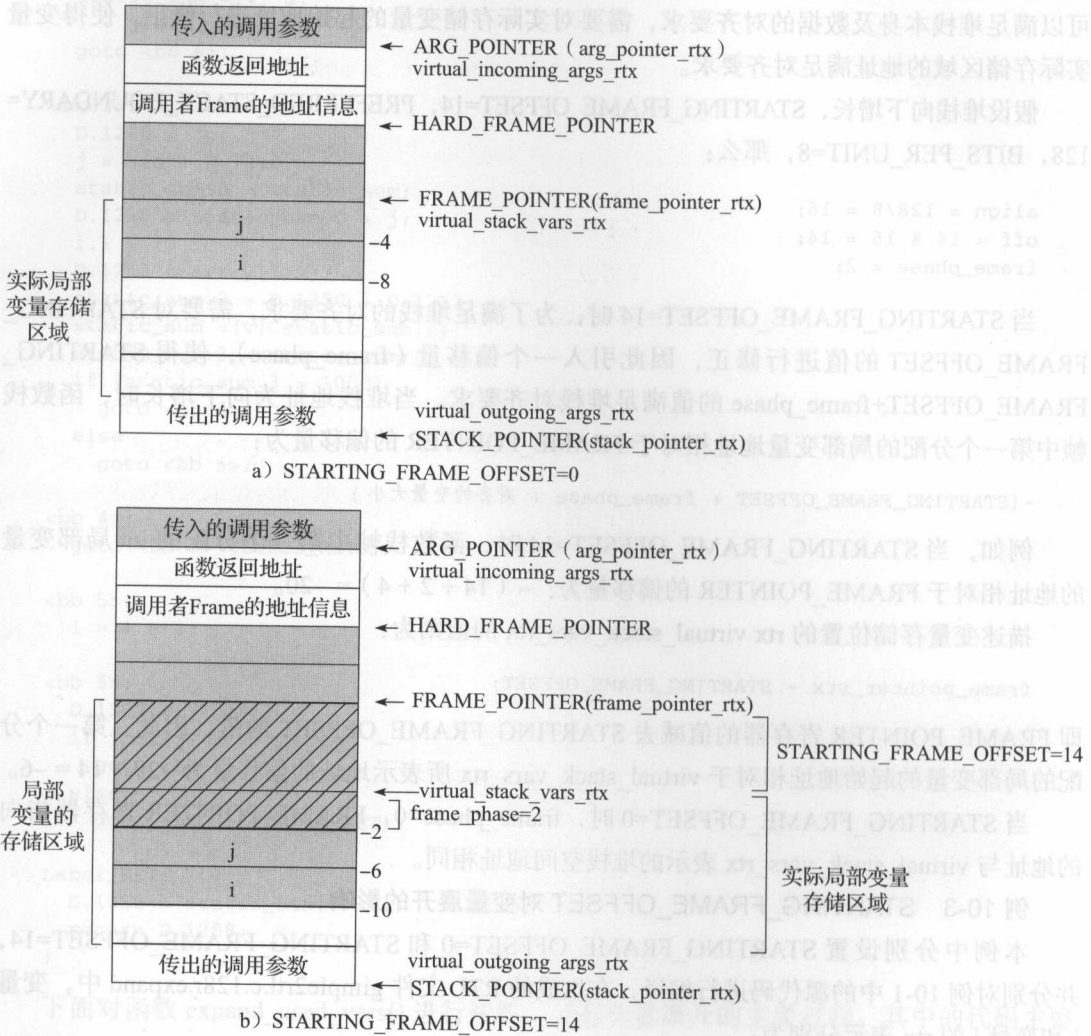 传入的调用参数
ARG_POINTER（arg_pointer_rtx）
函数返回地址
virtual_incoming_args_rtx
调用者Frame的地址信息
HARD_FRAME_POINTER
FRAME_POINTER(frame_pointer_rtx)
j
virtual_stack_vars_rtx
-4
i
-8
实际局部
变量存储
区域
传出的调用参数
virtual_outgoing_args_rtx
STACK_POINTER(stack_pointer_rtx)
a）STARTING_FRAME_OFFSET=0
传入的调用参数
ARG_POINTER（arg_pointer_rtx）
函数返回地址
virtual_incoming_args_rtx
调用者Frame的地址信息
HARD_FRAME_POINTER
FRAME_POINTER(frame_pointer_rtx)
STARTING_FRAME_OFFSET=14
virtual_stack_vars_rtx
frame_phase=2
局部
变量的
存储区域
-2
j
-6
i
-10
实际局部变量
存储区域
传出的调用参数
virtual_outgoing_args_rtx
STACK_POINTER(stack_pointer_rtx)
b）STARTING_FRAME_OFFSET=14